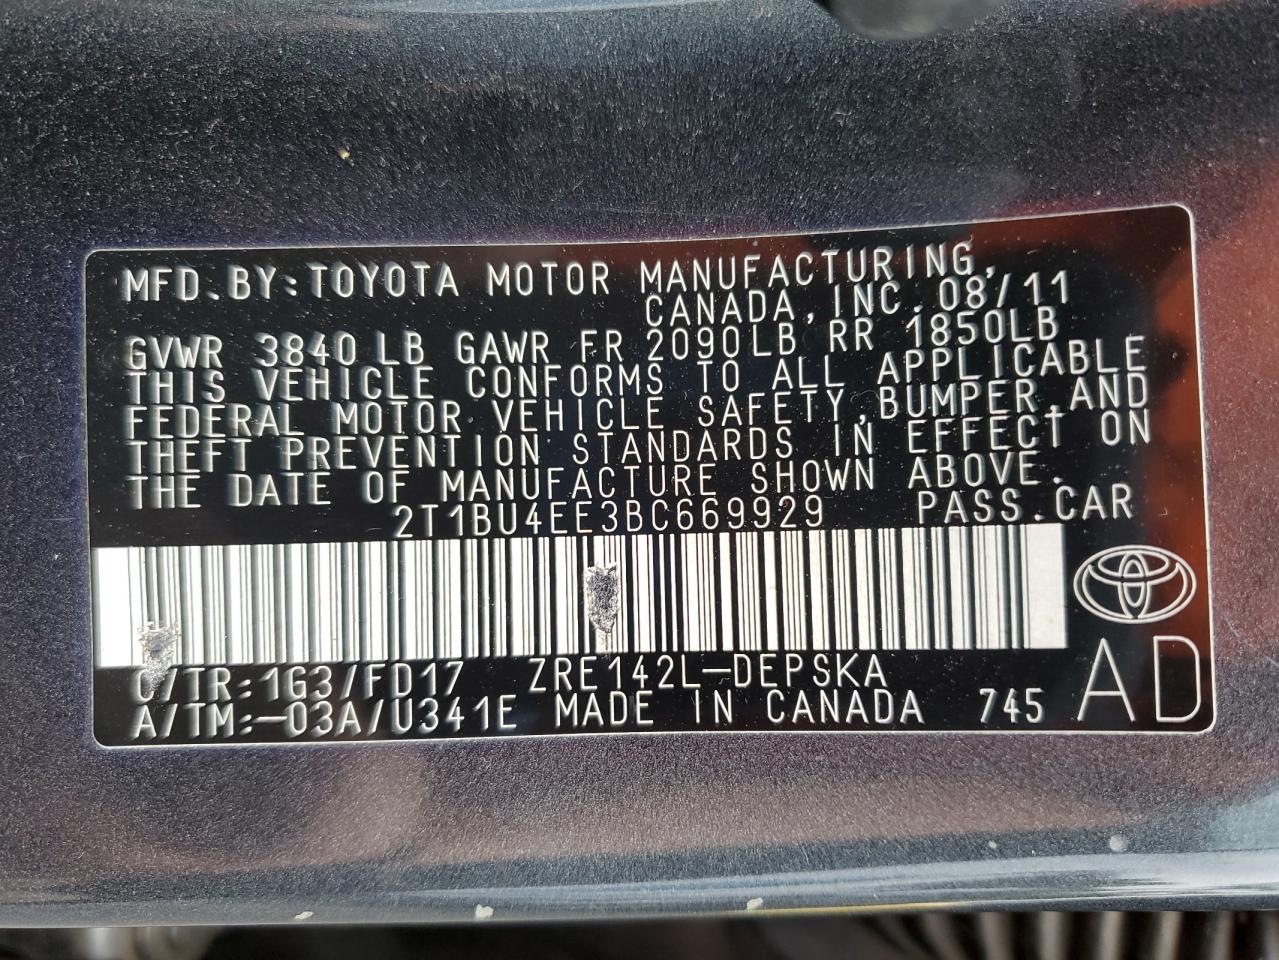 MFD.BY:TOYOTA MOTOR MANUFACTURING,
CANADA,INC.08/11
GVWR 3840LB GAWR FR 2090LB RR 1850LB
THIS VEHICLE CONFORMS TO ALL APPLICABLE
FEDERAL MOTOR VEHICLE SAFETY,BUMPER,AND
THEFT PREVENTION STANDARDS IN EFFECT ON
THE DATE OF MANUFACTURE SHOWN ABOVE.
2T1BU4EE3BC669929 PASS.CAR
C/TR:1G3/FD17 ZRE142L-DEPSKA
A/TM:-03A/U341E MADE IN CANADA 745 AD